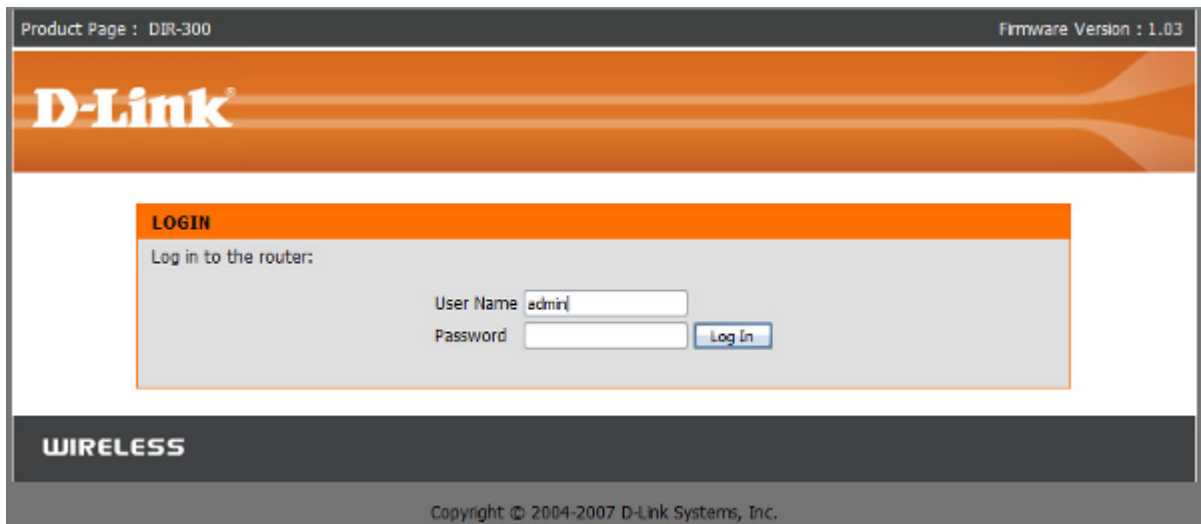 Product Page : DIR-300 Firmware Version : 1.03
D-Link®
LOGIN
Log in to the router:
User Name admin
Password Log In
WIRELESS
Copyright © 2004-2007 D-Link Systems, Inc.